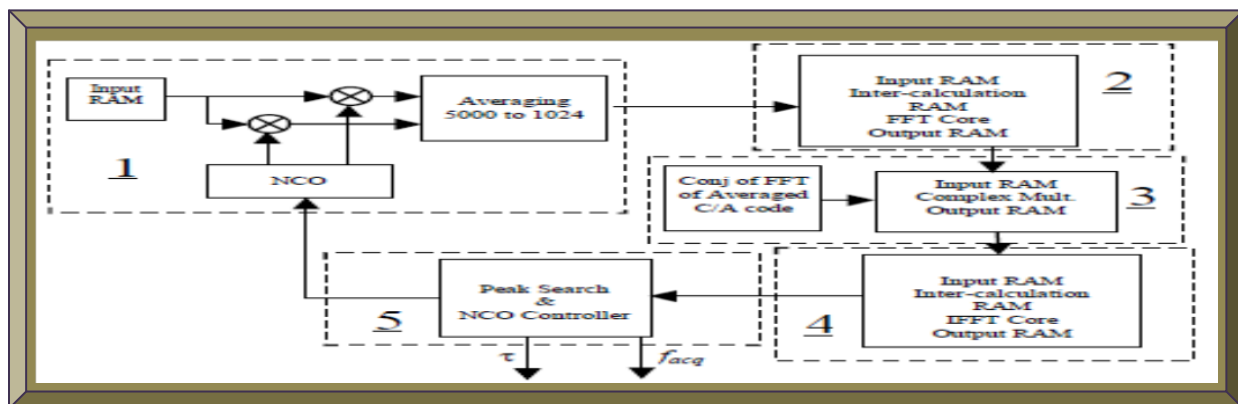 Input
RAM
Averaging
5000 to 1024
NCO
1
Input RAM
Inter-calculation
RAM
FFT Core
Output RAM
2
Conj of FFT
of Averaged
C/A code
Input RAM
Complex Mult.
Output RAM
3
Input RAM
Inter-calculation
RAM
IFFT Core
Output RAM
4
Peak Search
&
NCO Controller
5
τ
facq